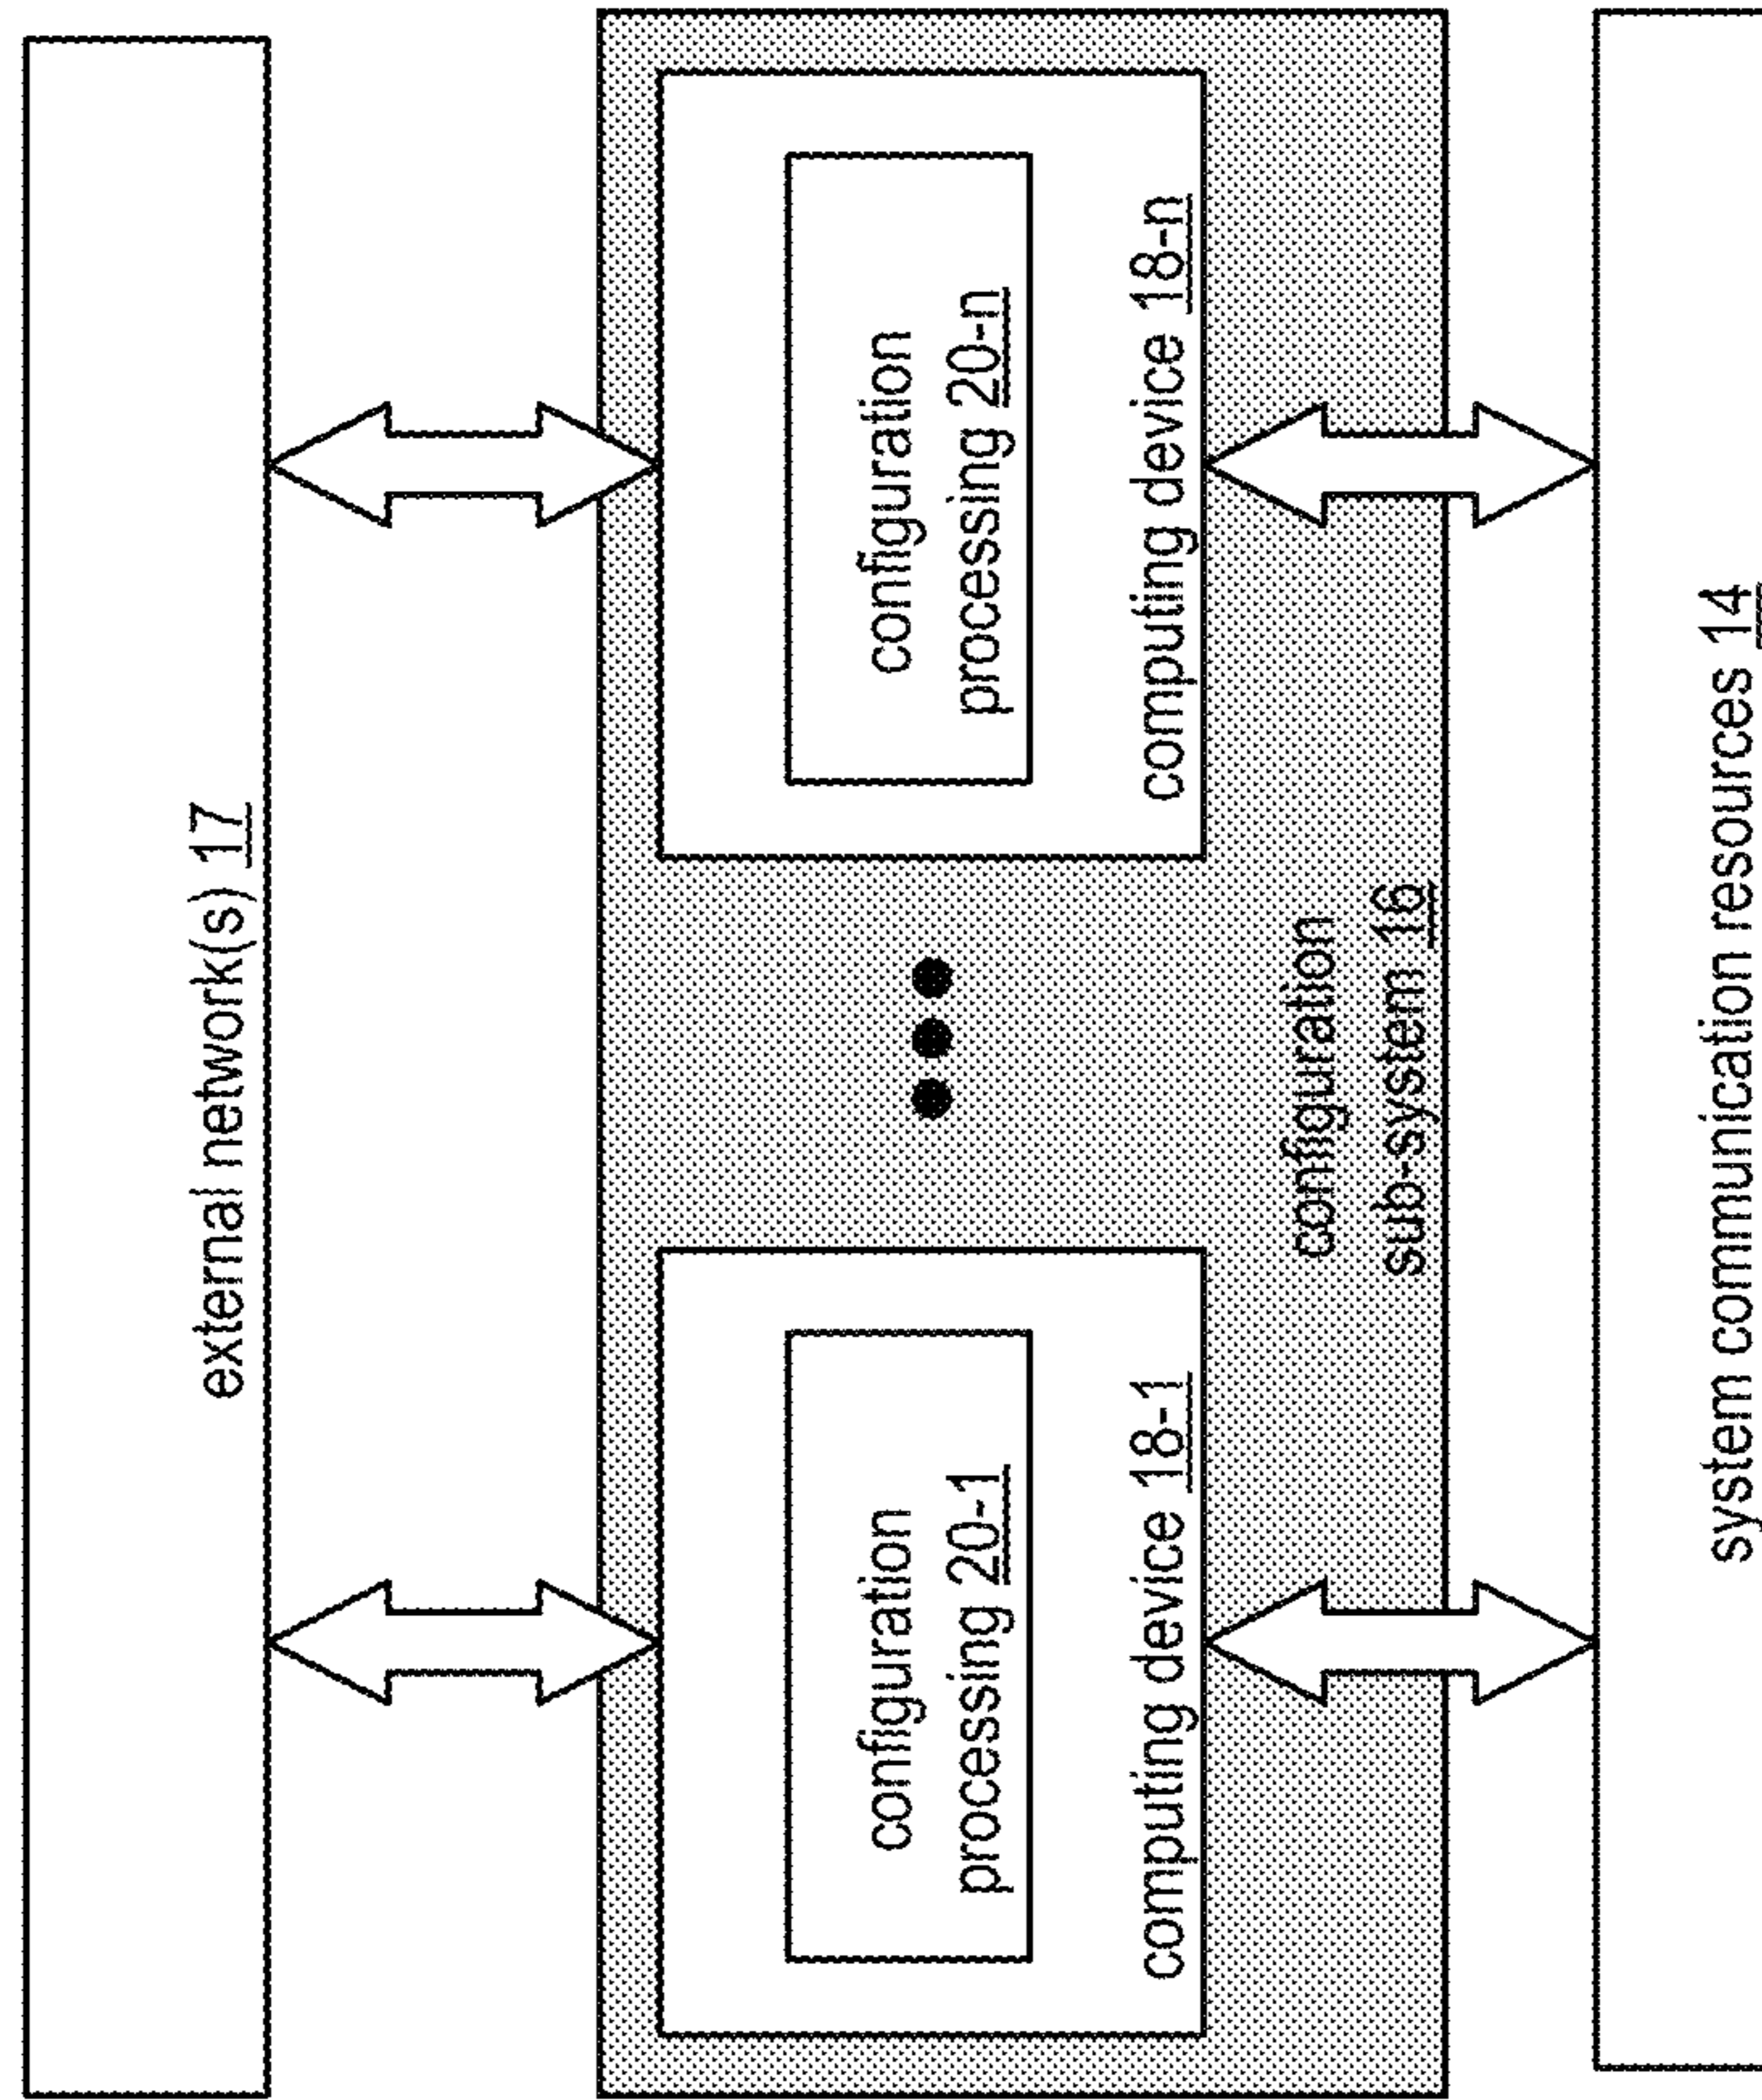 external network(s) 17
configuration
processing 20-1
computing device 18-1
configuration
processing 20-n
computing device 18-n
configuration
sub-system 16
system communication resources 14